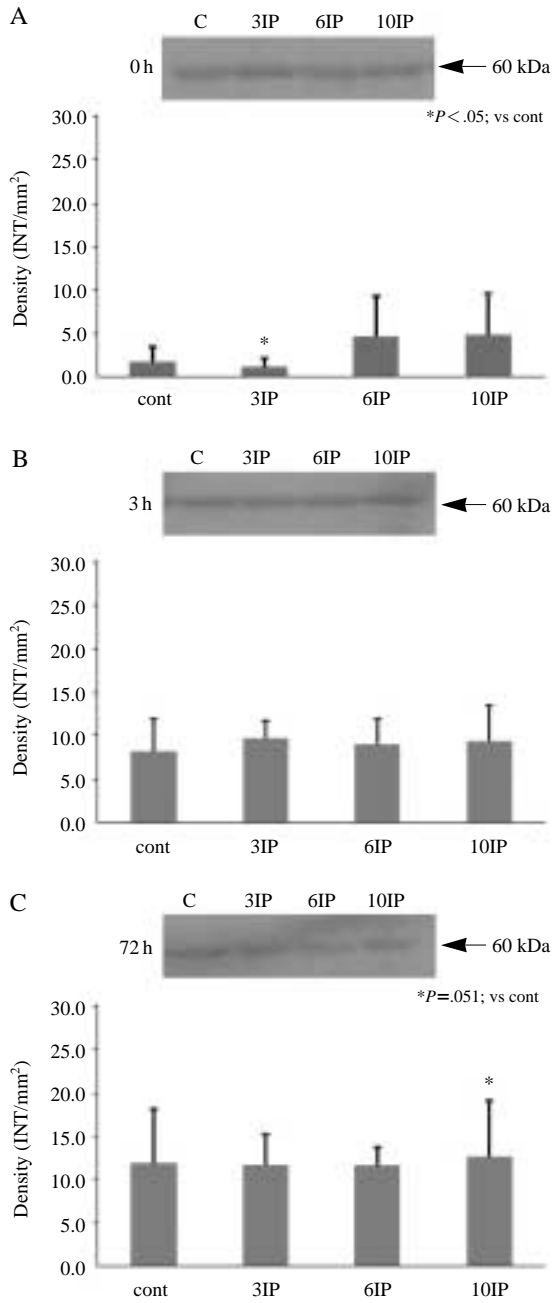 A
C 3IP 6IP 10IP
0 h
60 kDa
*P < .05; vs cont
Density (INT/mm²)
30.0
25.0
20.0
15.0
10.0
5.0
0.0
*
cont 3IP 6IP 10IP
B
C 3IP 6IP 10IP
3 h
60 kDa
Density (INT/mm²)
30.0
25.0
20.0
15.0
10.0
5.0
0.0
cont 3IP 6IP 10IP
C
C 3IP 6IP 10IP
72 h
60 kDa
*P=.051; vs cont
Density (INT/mm²)
30.0
25.0
20.0
15.0
10.0
5.0
0.0
*
cont 3IP 6IP 10IP